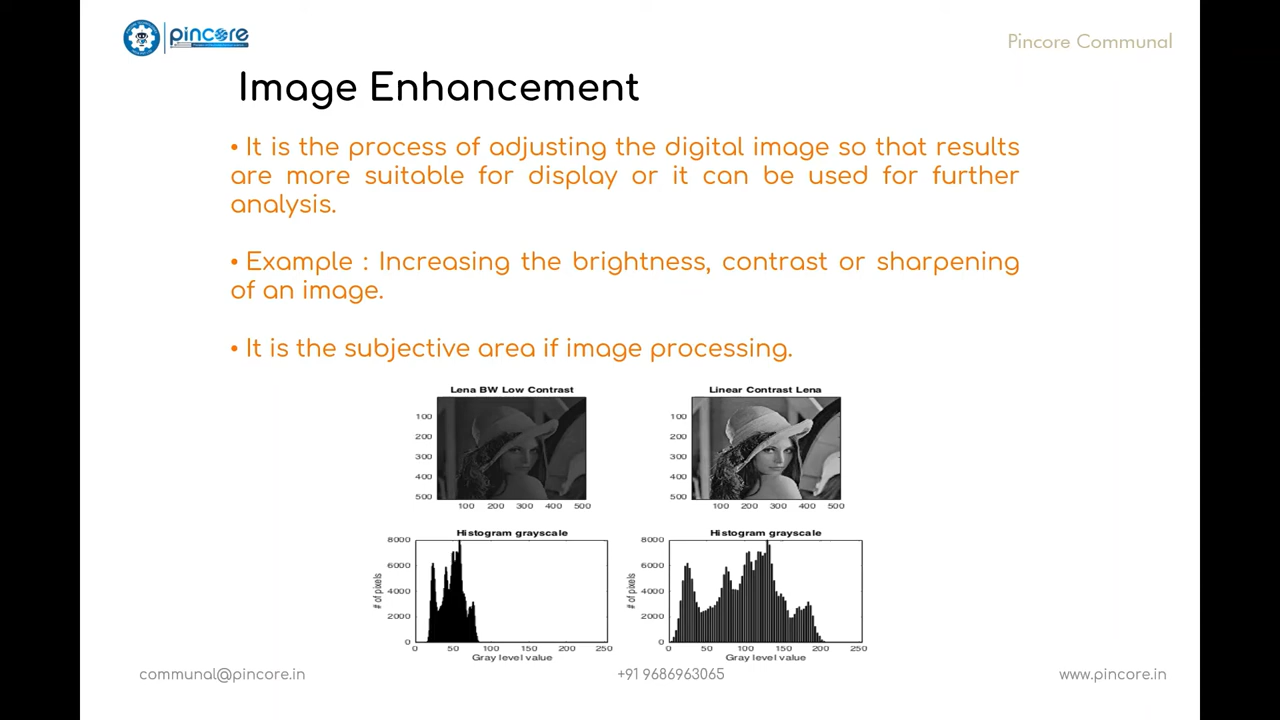 pincore
Pincore Communal
Image Enhancement
• It is the process of adjusting the digital image so that results
are more suitable for display or it can be used for further
analysis.
• Example : Increasing the brightness, contrast or sharpening
of an image.
• It is the subjective area if image processing.
Lena BW Low Contrast
100
200
300
400
500
100 200 300 400 500
Linear Contrast Lena
100
200
300
400
500
100 200 300 400 500
Histogram grayscale
# of pixels
8000
6000
4000
2000
0
0 50 100 150 200 250
Gray level value
Histogram grayscale
# of pixels
8000
6000
4000
2000
0
0 50 100 150 200 250
Gray level value
communal@pincore.in
+91 9686963065
www.pincore.in